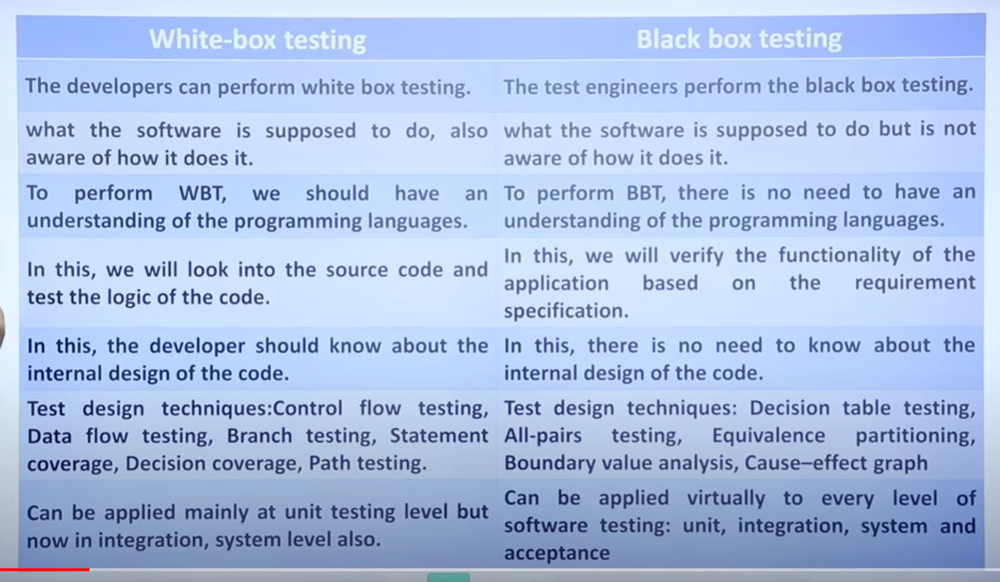 White-box testing
Black box testing
The developers can perform white box testing.
The test engineers perform the black box testing.
what the software is supposed to do, also
aware of how it does it.
what the software is supposed to do but is not
aware of how it does it.
To perform WBT, we should have an
understanding of the programming languages.
To perform BBT, there is no need to have an
understanding of the programming languages.
In this, we will look into the source code and
test the logic of the code.
In this, we will verify the functionality of the
application based on the requirement
specification.
In this, the developer should know about the
internal design of the code.
In this, there is no need to know about the
internal design of the code.
Test design techniques:Control flow testing,
Data flow testing, Branch testing, Statement
coverage, Decision coverage, Path testing.
Test design techniques: Decision table testing,
All-pairs testing, Equivalence partitioning,
Boundary value analysis, Cause–effect graph
Can be applied mainly at unit testing level but
now in integration, system level also.
Can be applied virtually to every level of
software testing: unit, integration, system and
acceptance